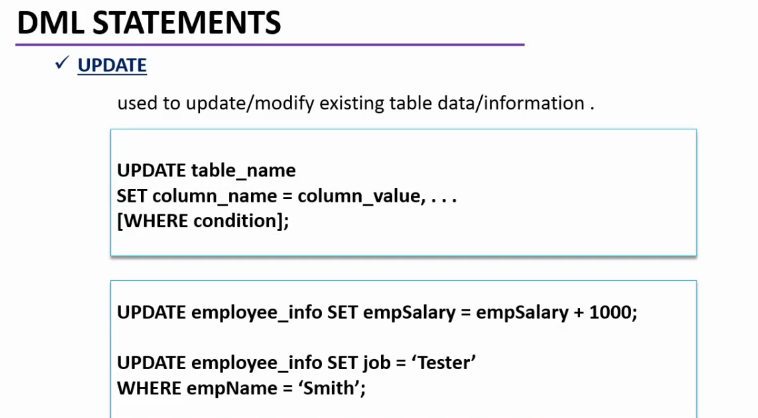 DML STATEMENTS
✓ UPDATE
used to update/modify existing table data/information .
UPDATE table_name
SET column_name = column_value, . . .
[WHERE condition];
UPDATE employee_info SET empSalary = empSalary + 1000;
UPDATE employee_info SET job = ‘Tester’
WHERE empName = ‘Smith’;